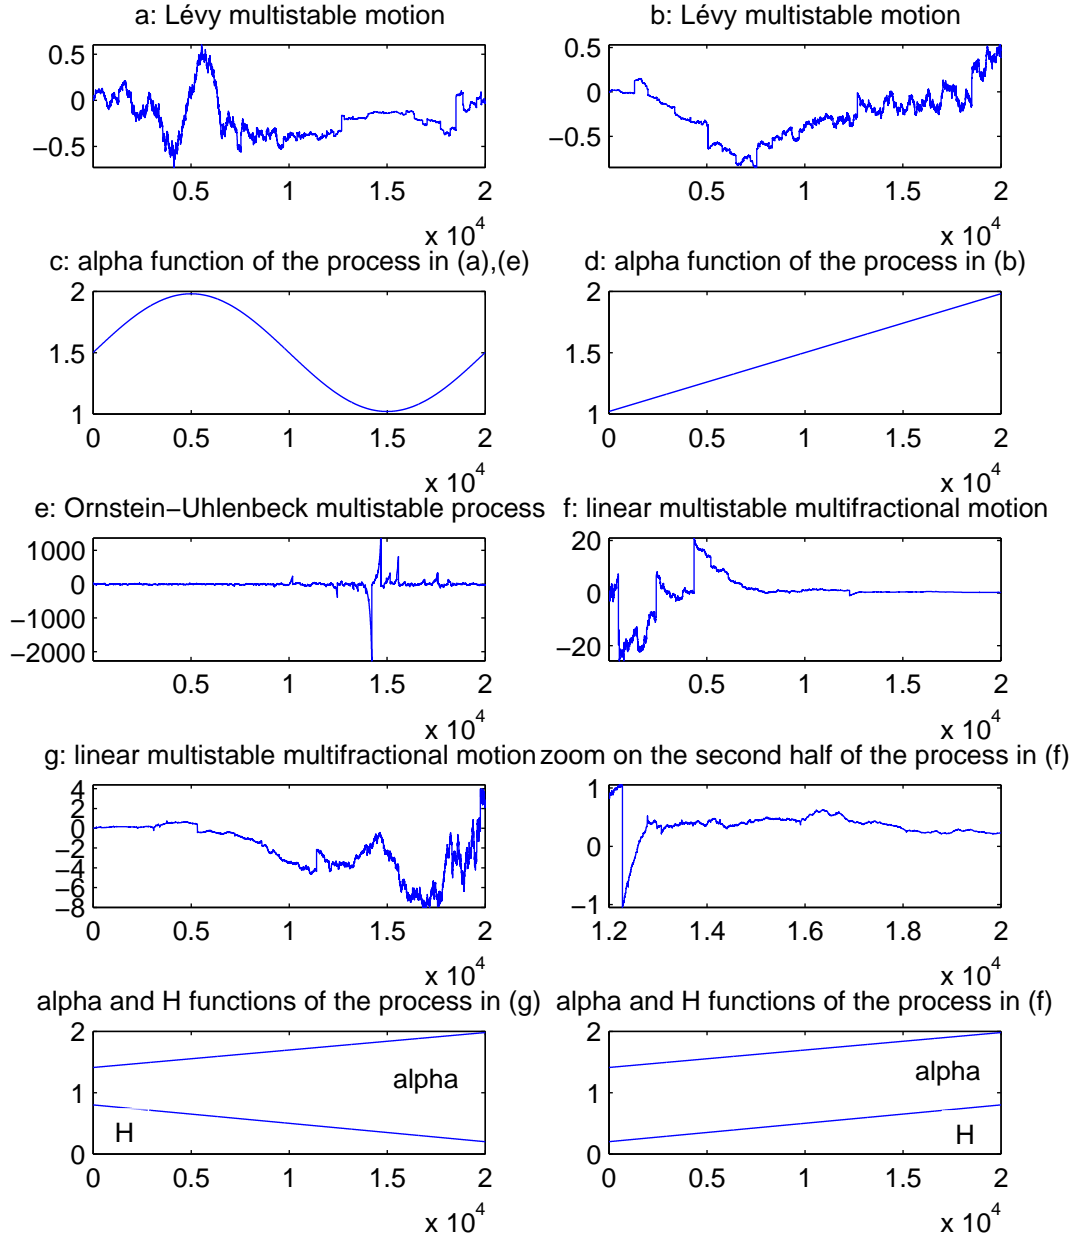 a: Lévy multistable motion
0.5
0
−0.5
0.5 1 1.5 2
x 10^4
b: Lévy multistable motion
0.5
0
−0.5
0.5 1 1.5 2
x 10^4
c: alpha function of the process in (a),(e)
2
1.5
1
0 0.5 1 1.5 2
x 10^4
d: alpha function of the process in (b)
2
1.5
1
0 0.5 1 1.5 2
x 10^4
e: Ornstein−Uhlenbeck multistable process
1000
0
−1000
−2000
0.5 1 1.5 2
x 10^4
f: linear multistable multifractional motion
20
0
−20
0.5 1 1.5 2
x 10^4
g: linear multistable multifractional motion
4
2
0
−2
−4
−6
−8
0 0.5 1 1.5 2
x 10^4
zoom on the second half of the process in (f)
1
0
−1
1.2 1.4 1.6 1.8 2
x 10^4
alpha and H functions of the process in (g)
2
alpha
1
H
0
0 0.5 1 1.5 2
x 10^4
alpha and H functions of the process in (f)
2
alpha
1
H
0
0 0.5 1 1.5 2
x 10^4